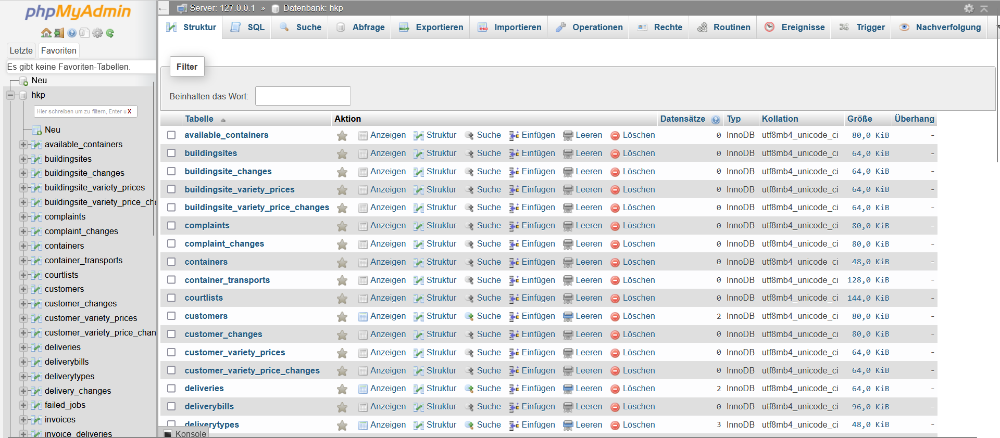 phpMyAdmin
Letzte Favoriten
Es gibt keine Favoriten-Tabellen.
Neu
hkp
Hier schreiben um zu filtern, Enter u X
Neu
available_containers
buildingsites
buildingsite_changes
buildingsite_variety_prices
buildingsite_variety_price_cha
complaints
complaint_changes
containers
container_transports
courtlists
customers
customer_changes
customer_variety_prices
customer_variety_price_chan
deliveries
deliverybills
deliverytypes
delivery_changes
failed_jobs
invoices
invoice_deliveries
← Server: 127.0.0.1 » Datenbank: hkp
Struktur SQL Suche Abfrage Exportieren Importieren Operationen Rechte Routinen Ereignisse Trigger Nachverfolgung
Filter
Beinhalten das Wort:
Tabelle Aktion Datensätze Typ Kollation Größe Überhang
available_containers Anzeigen Struktur Suche Einfügen Leeren Löschen 0 InnoDB utf8mb4_unicode_ci 80,0 KiB -
buildingsites Anzeigen Struktur Suche Einfügen Leeren Löschen 0 InnoDB utf8mb4_unicode_ci 64,0 KiB -
buildingsite_changes Anzeigen Struktur Suche Einfügen Leeren Löschen 0 InnoDB utf8mb4_unicode_ci 64,0 KiB -
buildingsite_variety_prices Anzeigen Struktur Suche Einfügen Leeren Löschen 0 InnoDB utf8mb4_unicode_ci 64,0 KiB -
buildingsite_variety_price_changes Anzeigen Struktur Suche Einfügen Leeren Löschen 0 InnoDB utf8mb4_unicode_ci 64,0 KiB -
complaints Anzeigen Struktur Suche Einfügen Leeren Löschen 0 InnoDB utf8mb4_unicode_ci 80,0 KiB -
complaint_changes Anzeigen Struktur Suche Einfügen Leeren Löschen 0 InnoDB utf8mb4_unicode_ci 80,0 KiB -
containers Anzeigen Struktur Suche Einfügen Leeren Löschen 0 InnoDB utf8mb4_unicode_ci 48,0 KiB -
container_transports Anzeigen Struktur Suche Einfügen Leeren Löschen 0 InnoDB utf8mb4_unicode_ci 128,0 KiB -
courtlists Anzeigen Struktur Suche Einfügen Leeren Löschen 0 InnoDB utf8mb4_unicode_ci 144,0 KiB -
customers Anzeigen Struktur Suche Einfügen Leeren Löschen 2 InnoDB utf8mb4_unicode_ci 80,0 KiB -
customer_changes Anzeigen Struktur Suche Einfügen Leeren Löschen 0 InnoDB utf8mb4_unicode_ci 80,0 KiB -
customer_variety_prices Anzeigen Struktur Suche Einfügen Leeren Löschen 0 InnoDB utf8mb4_unicode_ci 64,0 KiB -
customer_variety_price_changes Anzeigen Struktur Suche Einfügen Leeren Löschen 0 InnoDB utf8mb4_unicode_ci 64,0 KiB -
deliveries Anzeigen Struktur Suche Einfügen Leeren Löschen 2 InnoDB utf8mb4_unicode_ci 64,0 KiB -
deliverybills Anzeigen Struktur Suche Einfügen Leeren Löschen 0 InnoDB utf8mb4_unicode_ci 96,0 KiB -
deliverytypes Anzeigen Struktur Suche Einfügen Leeren Löschen 3 InnoDB utf8mb4_unicode_ci 48,0 KiB -
Konsole